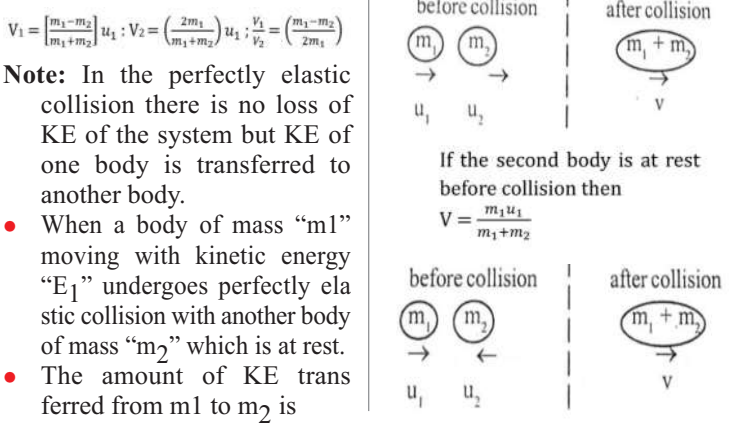 V₁ = [m₁−m₂ / m₁+m₂] u₁ : V₂ = (2m₁ / m₁+m₂) u₁ ; V₁/V₂ = (m₁−m₂ / 2m₁)
Note: In the perfectly elastic
collision there is no loss of
KE of the system but KE of
one body is transferred to
another body.
• When a body of mass “m1”
moving with kinetic energy
“E₁” undergoes perfectly ela
stic collision with another body
of mass “m₂” which is at rest.
• The amount of KE trans
ferred from m1 to m₂ is
before collision after collision
m₁ m₂ m₁ + m₂
u₁ u₂ v
If the second body is at rest
before collision then
V = m₁u₁ / m₁+m₂
before collision after collision
m₁ m₂ m₁ + m₂
u₁ u₂ v